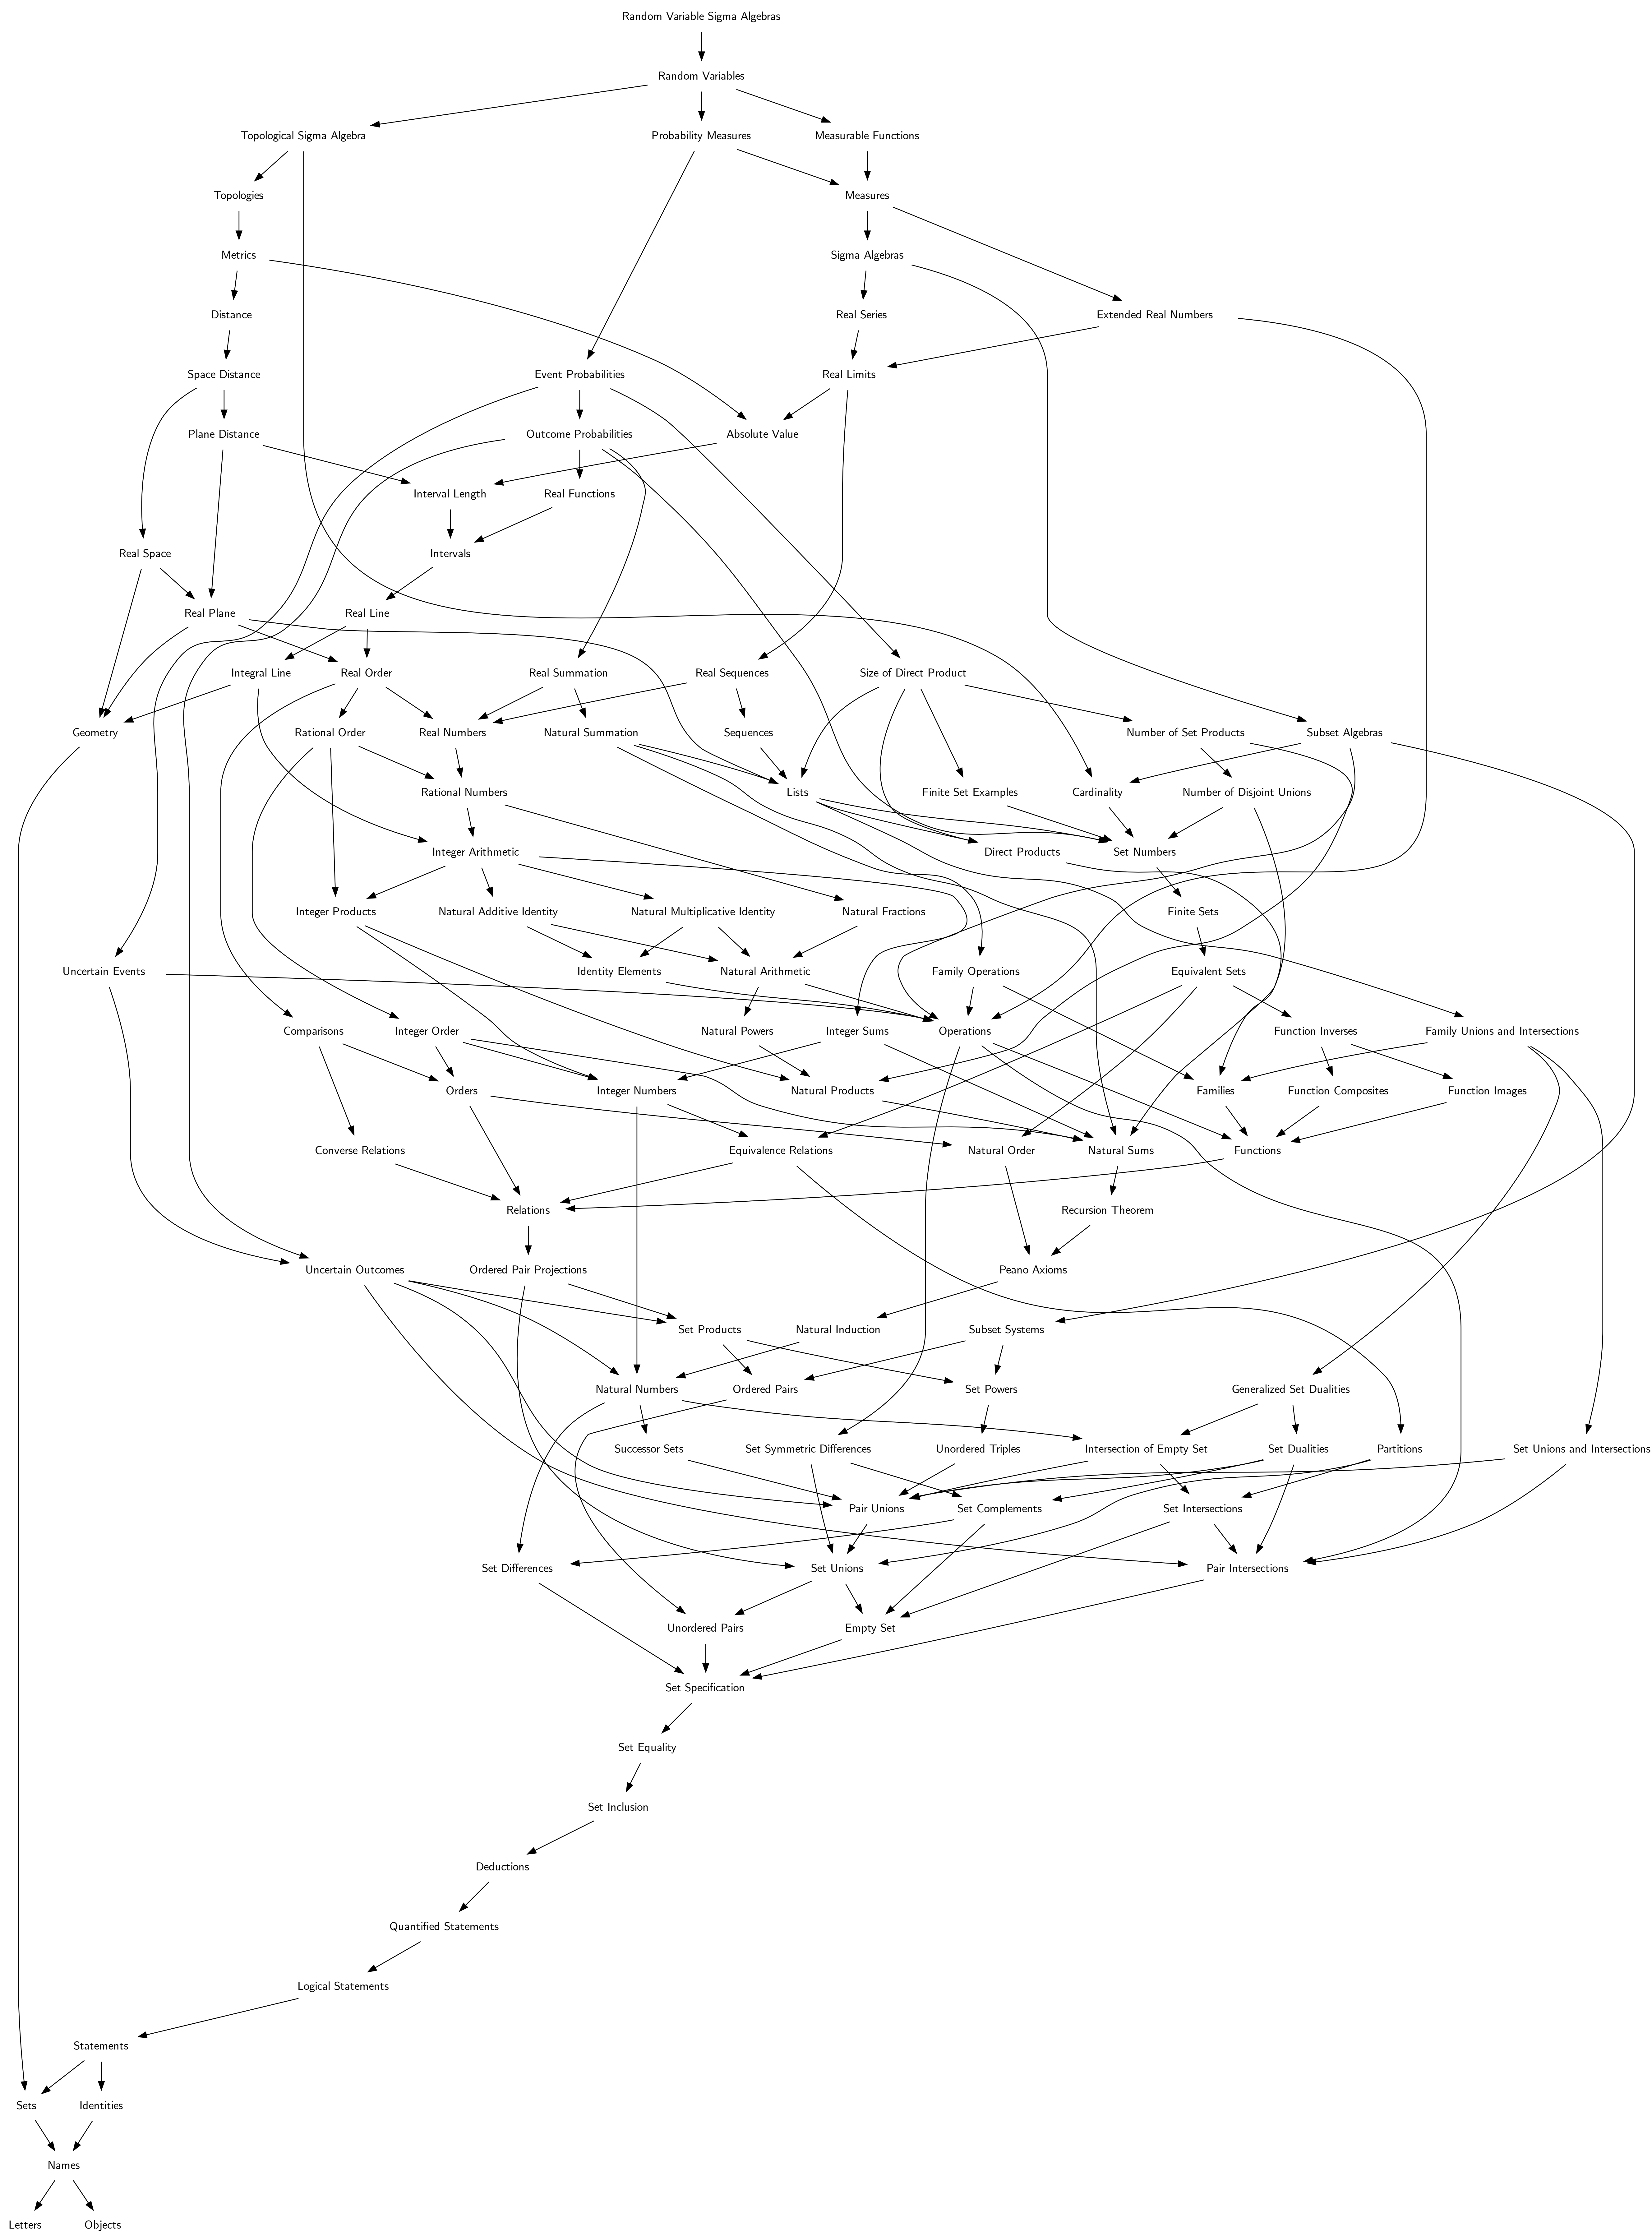 Random Variable Sigma Algebras
Random Variables
Topological Sigma Algebra
Probability Measures
Measurable Functions
Topologies
Measures
Metrics
Sigma Algebras
Distance
Real Series
Extended Real Numbers
Space Distance
Event Probabilities
Real Limits
Plane Distance
Outcome Probabilities
Absolute Value
Interval Length
Real Functions
Real Space
Intervals
Real Plane
Real Line
Integral Line
Real Order
Real Summation
Real Sequences
Size of Direct Product
Geometry
Rational Order
Real Numbers
Natural Summation
Sequences
Number of Set Products
Subset Algebras
Rational Numbers
Lists
Finite Set Examples
Cardinality
Number of Disjoint Unions
Integer Arithmetic
Direct Products
Set Numbers
Integer Products
Natural Additive Identity
Natural Multiplicative Identity
Natural Fractions
Finite Sets
Uncertain Events
Identity Elements
Natural Arithmetic
Family Operations
Equivalent Sets
Comparisons
Integer Order
Natural Powers
Integer Sums
Operations
Function Inverses
Family Unions and Intersections
Orders
Integer Numbers
Natural Products
Families
Function Composites
Function Images
Converse Relations
Equivalence Relations
Natural Order
Natural Sums
Functions
Relations
Recursion Theorem
Uncertain Outcomes
Ordered Pair Projections
Peano Axioms
Set Products
Natural Induction
Subset Systems
Natural Numbers
Ordered Pairs
Set Powers
Generalized Set Dualities
Successor Sets
Set Symmetric Differences
Unordered Triples
Intersection of Empty Set
Set Dualities
Partitions
Set Unions and Intersections
Pair Unions
Set Complements
Set Intersections
Set Differences
Set Unions
Pair Intersections
Unordered Pairs
Empty Set
Set Specification
Set Equality
Set Inclusion
Deductions
Quantified Statements
Logical Statements
Statements
Sets
Identities
Names
Letters
Objects